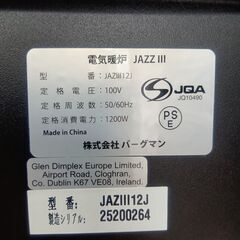 電気暖炉 JAZZ III
型番: JAZIII12J
定格電圧: 100V
定格周波数: 50/60Hz
定格消費電力: 1200W
Made in China
JQA
JQ10490
PS
E
株式会社 バーグマン
Glen Dimplex Europe Limited,
Airport Road, Cloghran,
Co. Dublin K67 VE08, Ireland.
型番: JAZIII12J
製造シリアル: 25200264